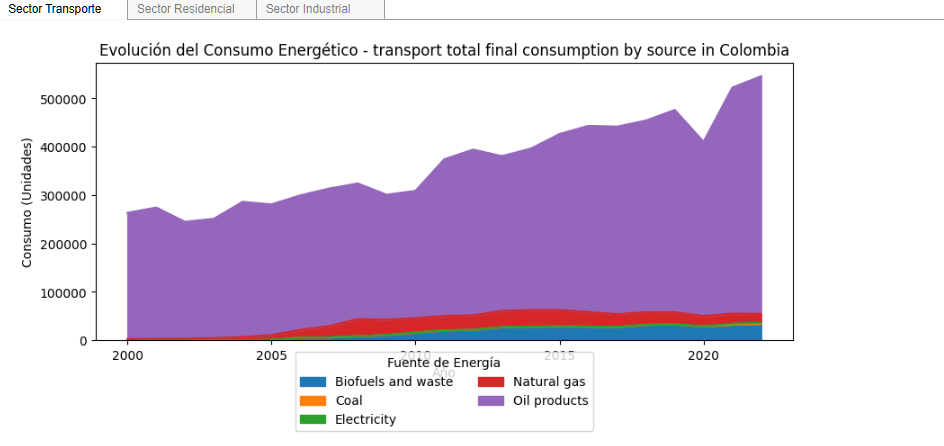 Sector Transporte Sector Residencial Sector Industrial
Evolución del Consumo Energético - transport total final consumption by source in Colombia
500000
400000
300000
200000
100000
0
Consumo (Unidades)
2000 2005 2010 2015 2020
Año
Fuente de Energía
Biofuels and waste Natural gas
Coal Oil products
Electricity